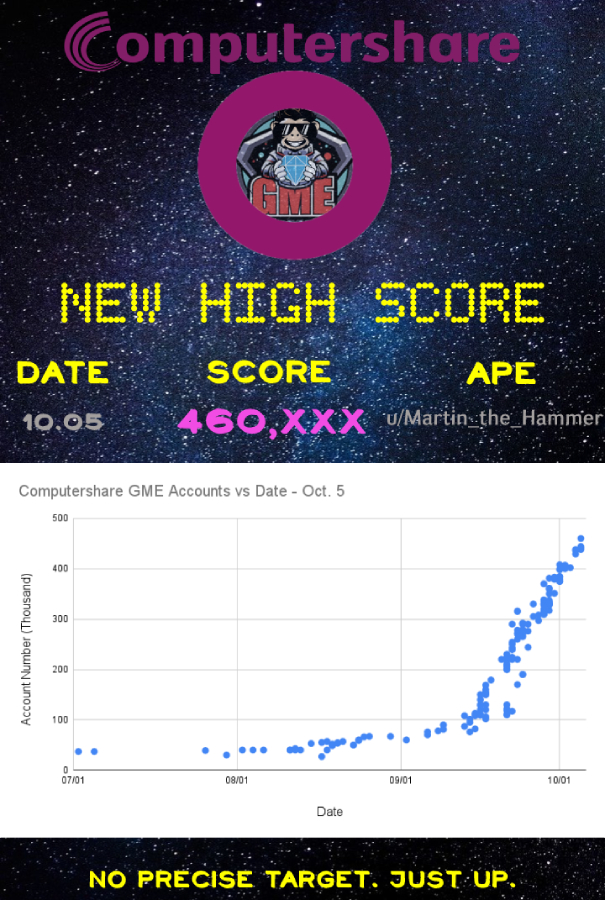 Computershare
GME
NEW HIGH SCORE
DATE SCORE APE
10.05 460,XXX u/Martin_the_Hammer
Computershare GME Accounts vs Date - Oct. 5
Account Number (Thousand)
500
400
300
200
100
0
07/01 08/01 09/01 10/01
Date
NO PRECISE TARGET. JUST UP.